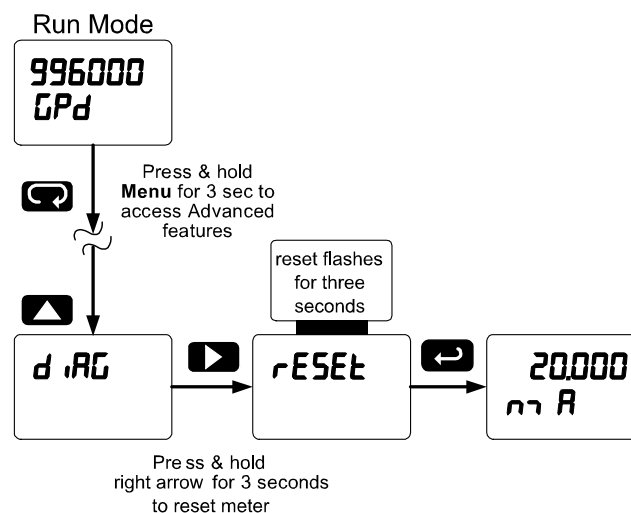 Run Mode
996000
GPd
Press & hold
Menu for 3 sec to
access Advanced
features
reset flashes
for three
seconds
diAG
rESEt
20.000
mA
Press & hold
right arrow for 3 seconds
to reset meter